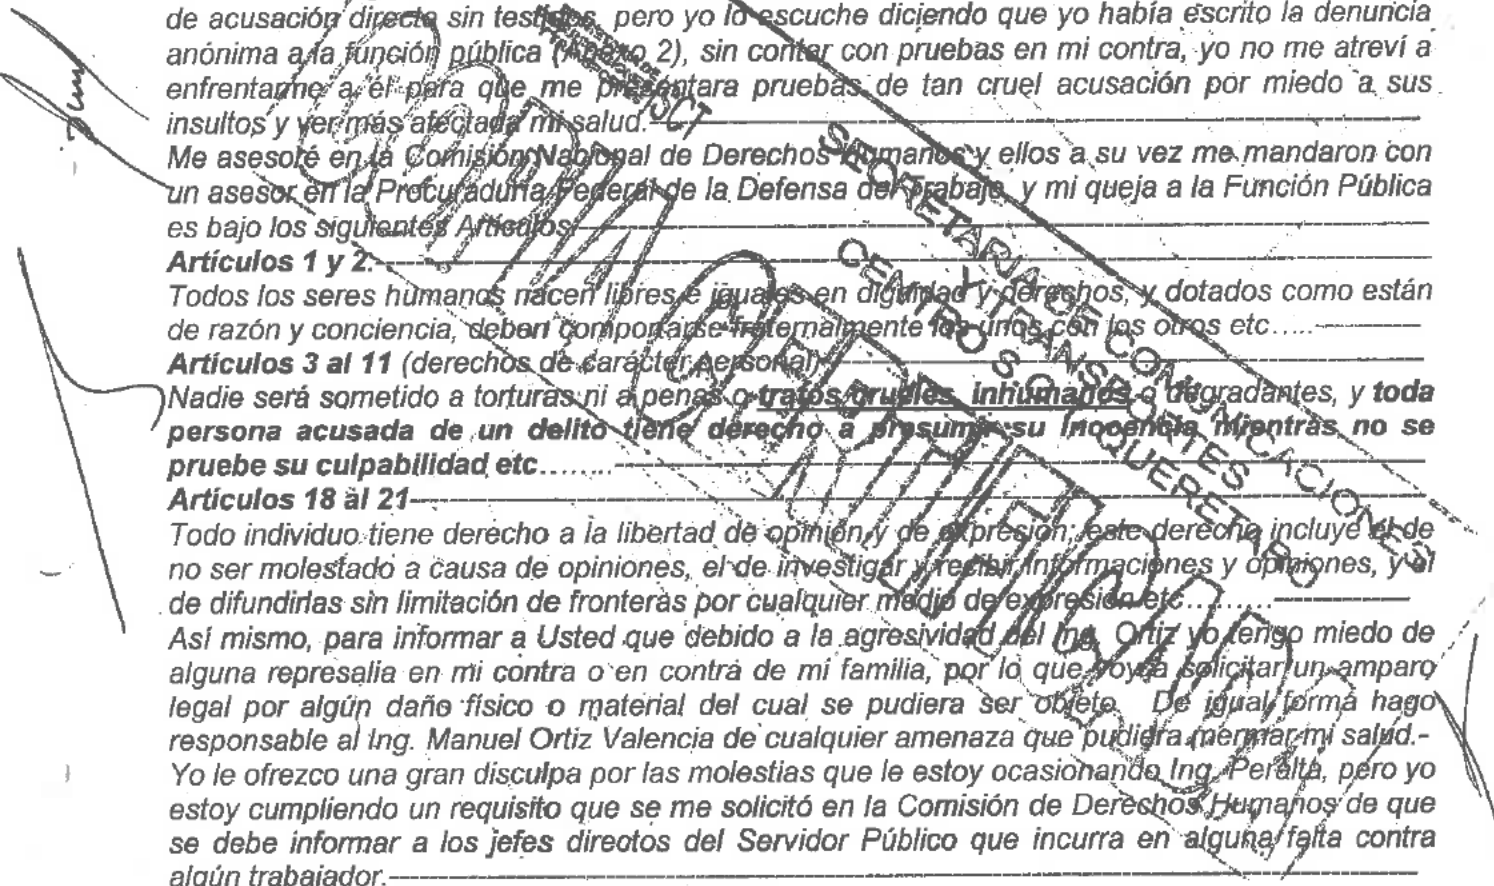 de acusación directa sin testigos, pero yo lo escuche diciendo que yo había escrito la denuncia
anónima a la función pública (Anexo 2), sin contar con pruebas en mi contra, yo no me atreví a
enfrentarme a él para que me presentara pruebas de tan cruel acusación por miedo a sus
insultos y ver más afectada mi salud.
Me asesoré en la Comisión Nacional de Derechos Humanos y ellos a su vez me mandaron con
un asesor en la Procuraduría Federal de la Defensa del Trabajo, y mi queja a la Función Pública
es bajo los siguientes Artículos
Artículos 1 y 2.-
Todos los seres humanos nacen libres e iguales en dignidad y derechos, y dotados como están
de razón y conciencia, deben comportarse fraternalmente los unos con los otros etc.....
Artículos 3 al 11 (derechos de carácter personal)
Nadie será sometido a torturas ni a penas o tratos crueles, inhumanos o degradantes, y toda
persona acusada de un delito tiene derecho a presumir su inocencia mientras no se
pruebe su culpabilidad etc........
Artículos 18 al 21
Todo individuo tiene derecho a la libertad de opinión y de expresión; este derecho incluye el de
no ser molestado a causa de opiniones, el de investigar y recibir informaciones y opiniones, y el
de difundirlas sin limitación de fronteras por cualquier medio de expresión etc..........
Así mismo, para informar a Usted que debido a la agresividad del Ing. Ortiz yo tengo miedo de
alguna represalia en mi contra o en contra de mi familia, por lo que voy a solicitar un amparo
legal por algún daño físico o material del cual se pudiera ser objeto. De igual forma hago
responsable al Ing. Manuel Ortiz Valencia de cualquier amenaza que pudiera mermar mi salud.-
Yo le ofrezco una gran disculpa por las molestias que le estoy ocasionando Ing. Peralta, pero yo
estoy cumpliendo un requisito que se me solicitó en la Comisión de Derechos Humanos de que
se debe informar a los jefes directos del Servidor Público que incurra en alguna falta contra
algún trabajador.
SCT
SECRETARIA DE COMUNICACIONES
Y TRANSPORTES
CENTRO S C T QUERETARO